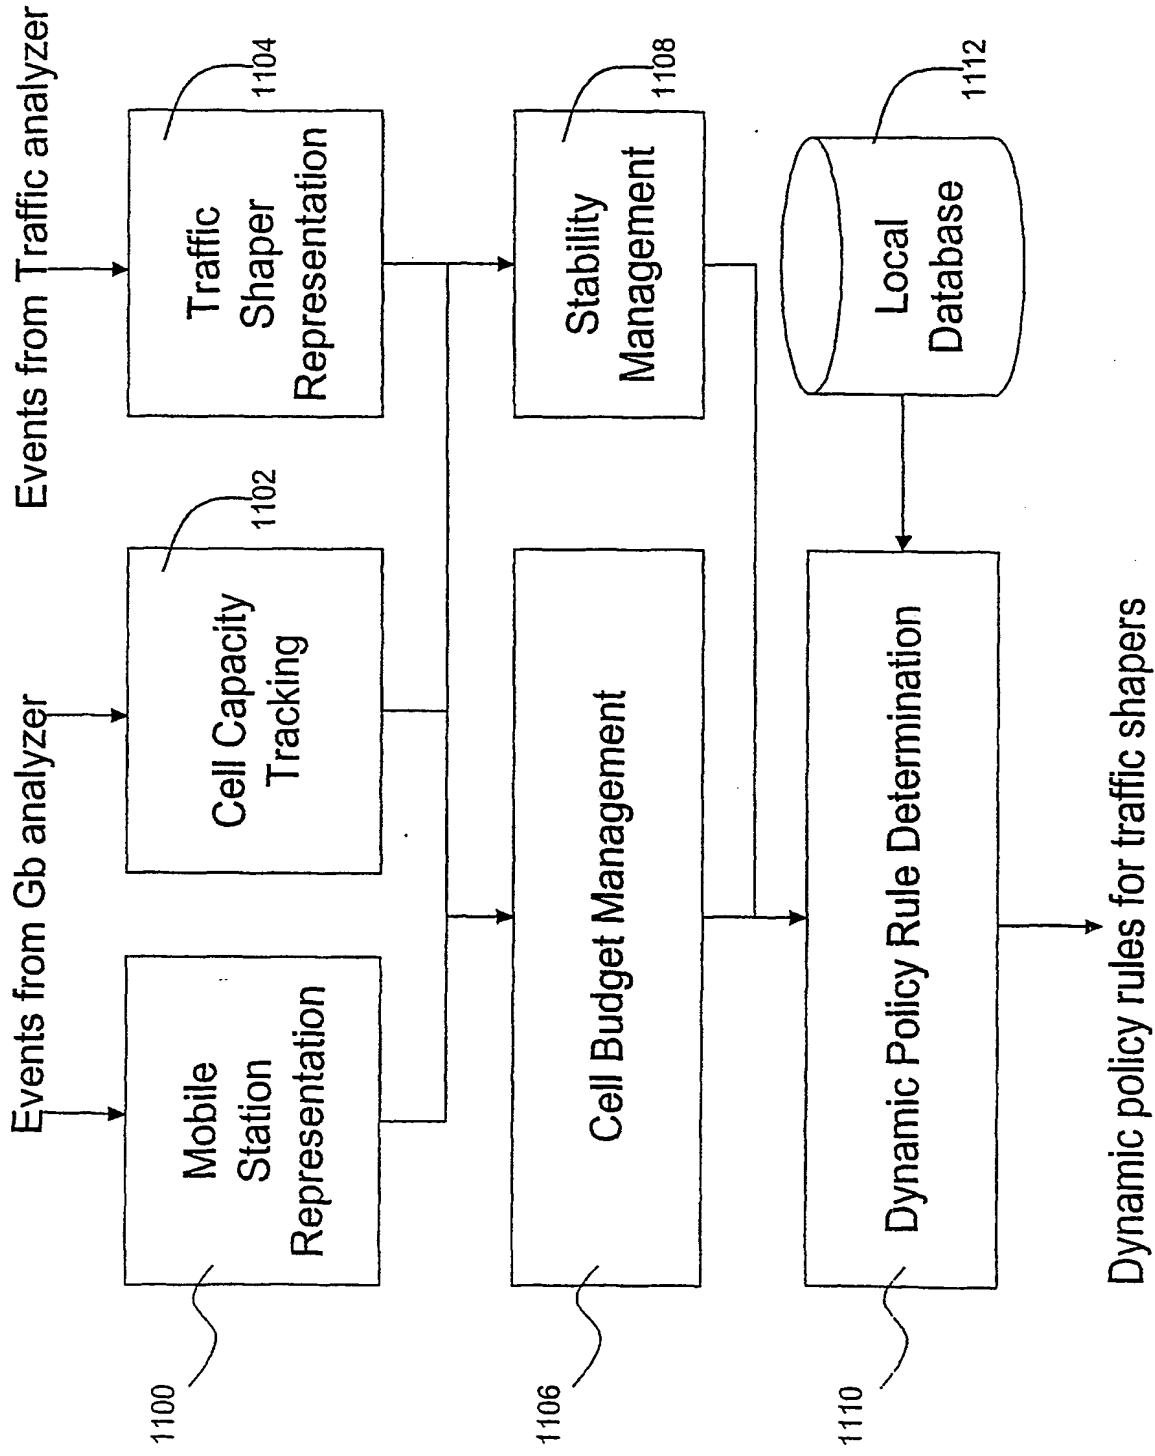 Events from Gb analyzer
Events from Traffic analyzer
1100
Mobile
Station
Representation
1102
Cell Capacity
Tracking
1104
Traffic
Shaper
Representation
1106
Cell Budget Management
1108
Stability
Management
1110
Dynamic Policy Rule Determination
1112
Local
Database
Dynamic policy rules for traffic shapers